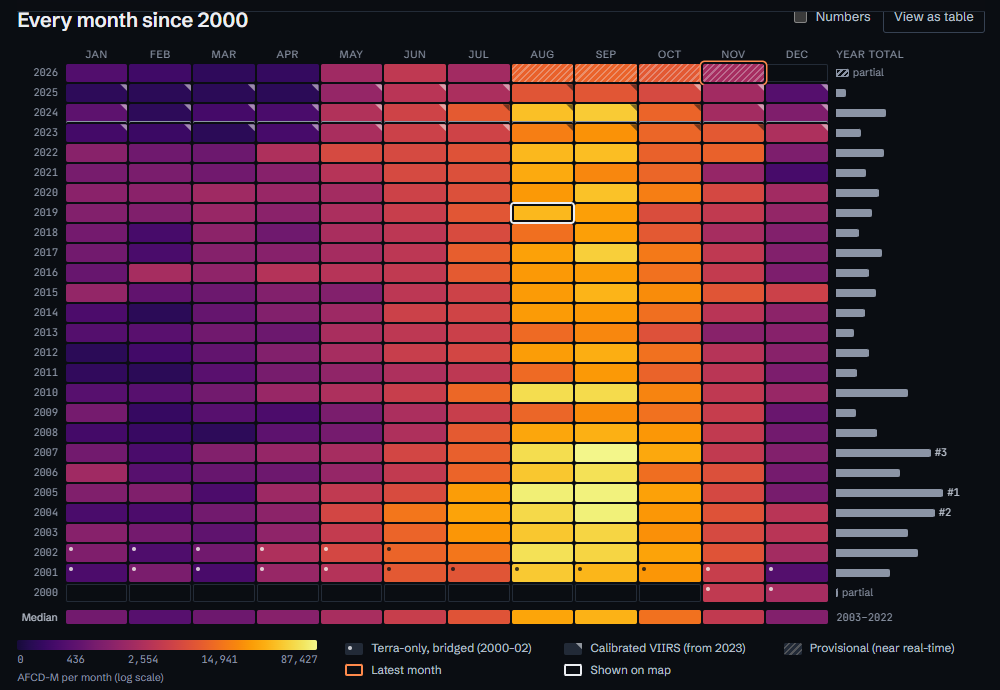 Every month since 2000
Numbers
View as table
JAN FEB MAR APR MAY JUN JUL AUG SEP OCT NOV DEC YEAR TOTAL
2026 partial
2025
2024
2023
2022
2021
2020
2019
2018
2017
2016
2015
2014
2013
2012
2011
2010
2009
2008
2007 #3
2006
2005 #1
2004 #2
2003
2002
2001
2000 partial
Median 2003–2022
0 436 2,554 14,941 87,427
AFCD-M per month (log scale)
Terra-only, bridged (2000-02)
Calibrated VIIRS (from 2023)
Provisional (near real-time)
Latest month
Shown on map